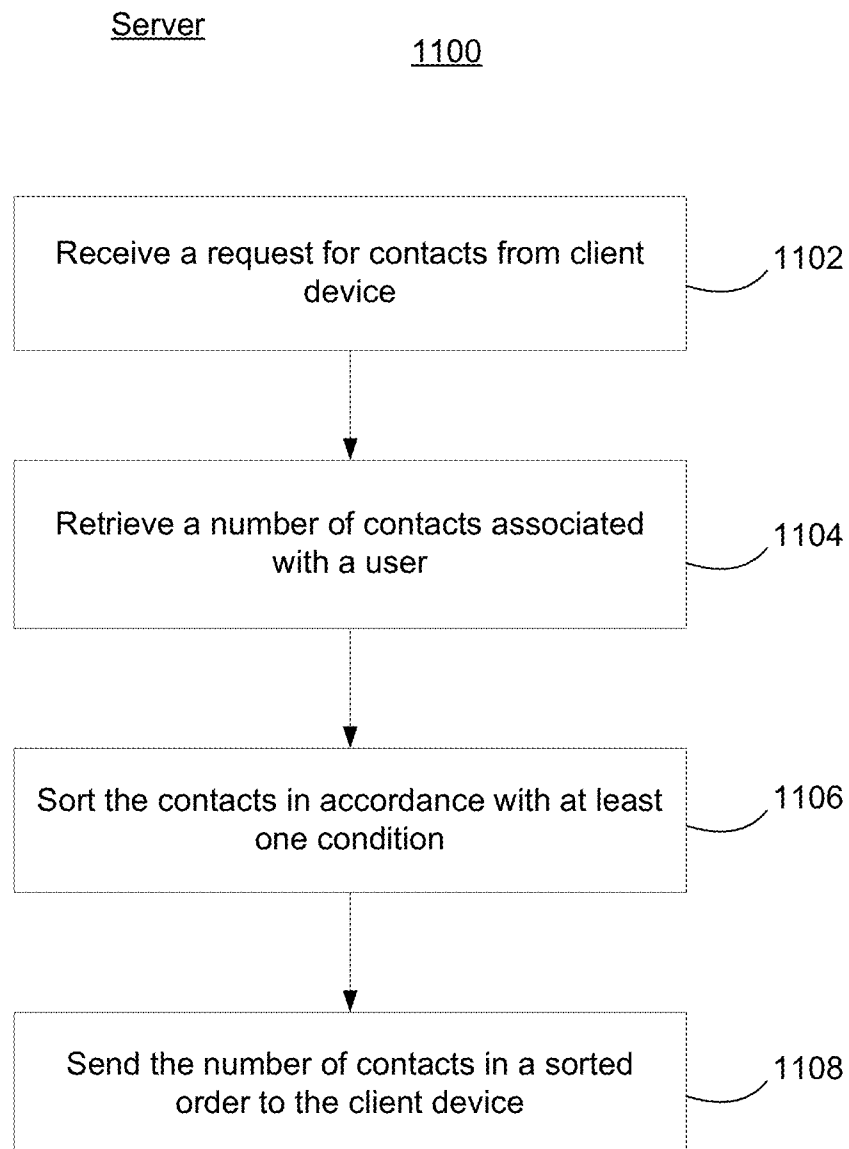 Server
1100
Receive a request for contacts from client
device
1102
Retrieve a number of contacts associated
with a user
1104
Sort the contacts in accordance with at least
one condition
1106
Send the number of contacts in a sorted
order to the client device
1108